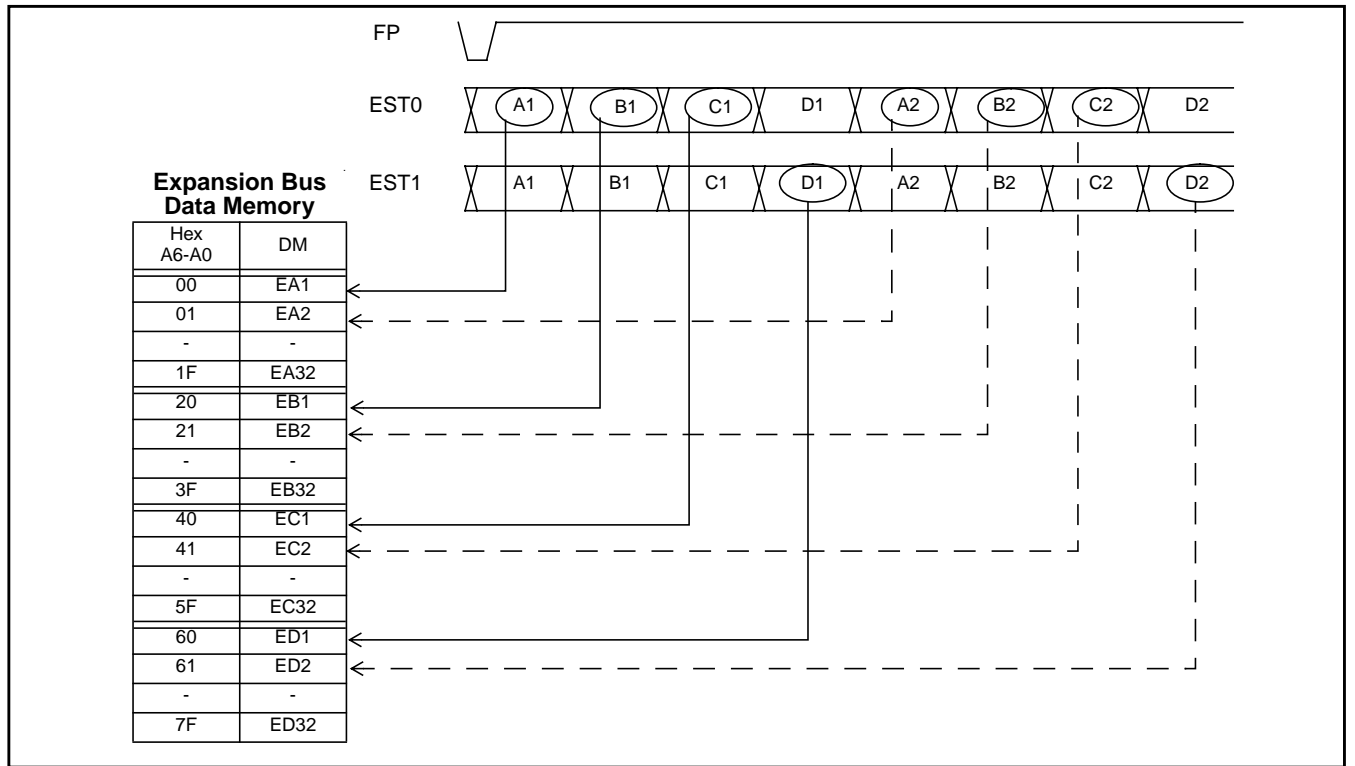 FP
EST0 A1 B1 C1 D1 A2 B2 C2 D2
EST1 A1 B1 C1 D1 A2 B2 C2 D2
Expansion Bus
Data Memory
Hex
A6-A0 DM
00 EA1
01 EA2
- -
1F EA32
20 EB1
21 EB2
- -
3F EB32
40 EC1
41 EC2
- -
5F EC32
60 ED1
61 ED2
- -
7F ED32